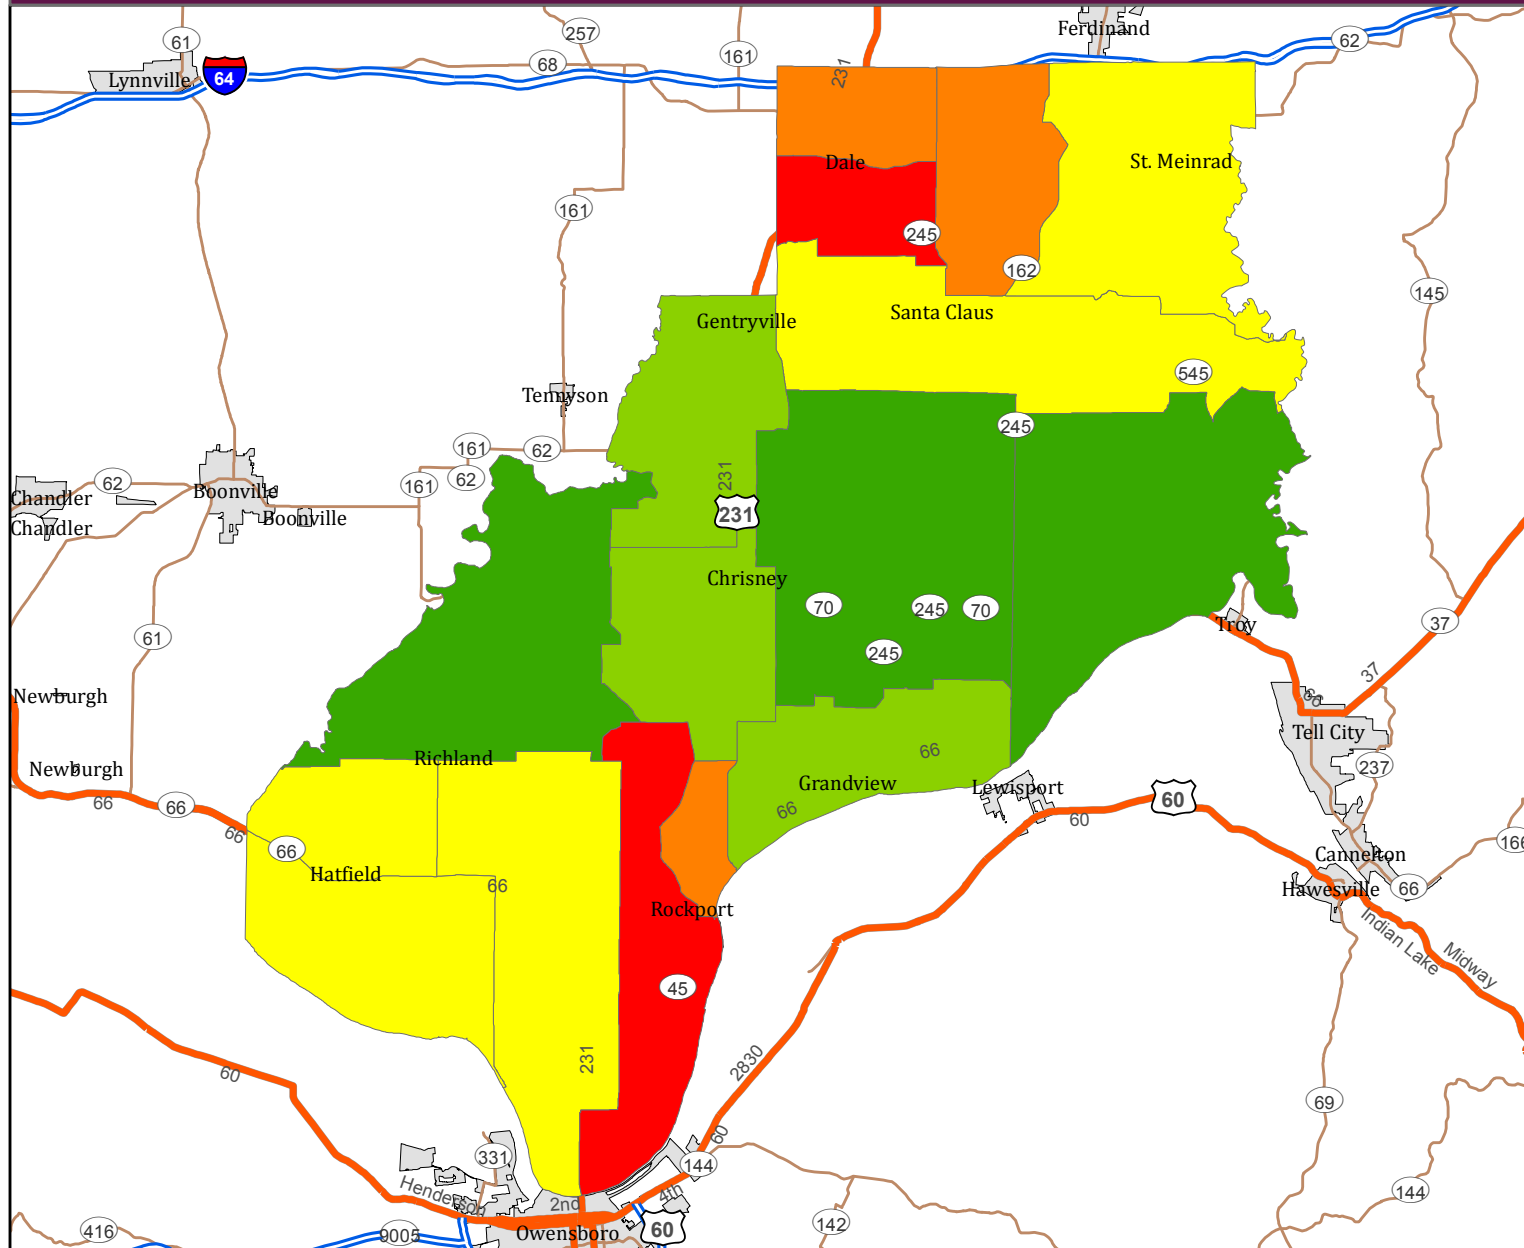 Ferdinand
61
257
62
161
68
231
Lynnville
64
Dale
St. Meinrad
161
245
162
145
Santa Claus
Gentryville
545
Tennyson
245
161
62
231
62
161
62
Boonville
Chandler
231
Boonville
Chandler
Chrisney
70
245
70
37
Troy
61
245
37
66
Newburgh
Tell City
66
Richland
237
Newburgh
Grandview
Lewisport
60
66
66
66
60
66
166
66
Cannelton
Hatfield
66
66
Hawesville
Rockport
Indian Lake
Midway
45
231
2830
60
69
60
331
144
Henderson
4th
144
2nd
142
60
416
9005
Owensboro